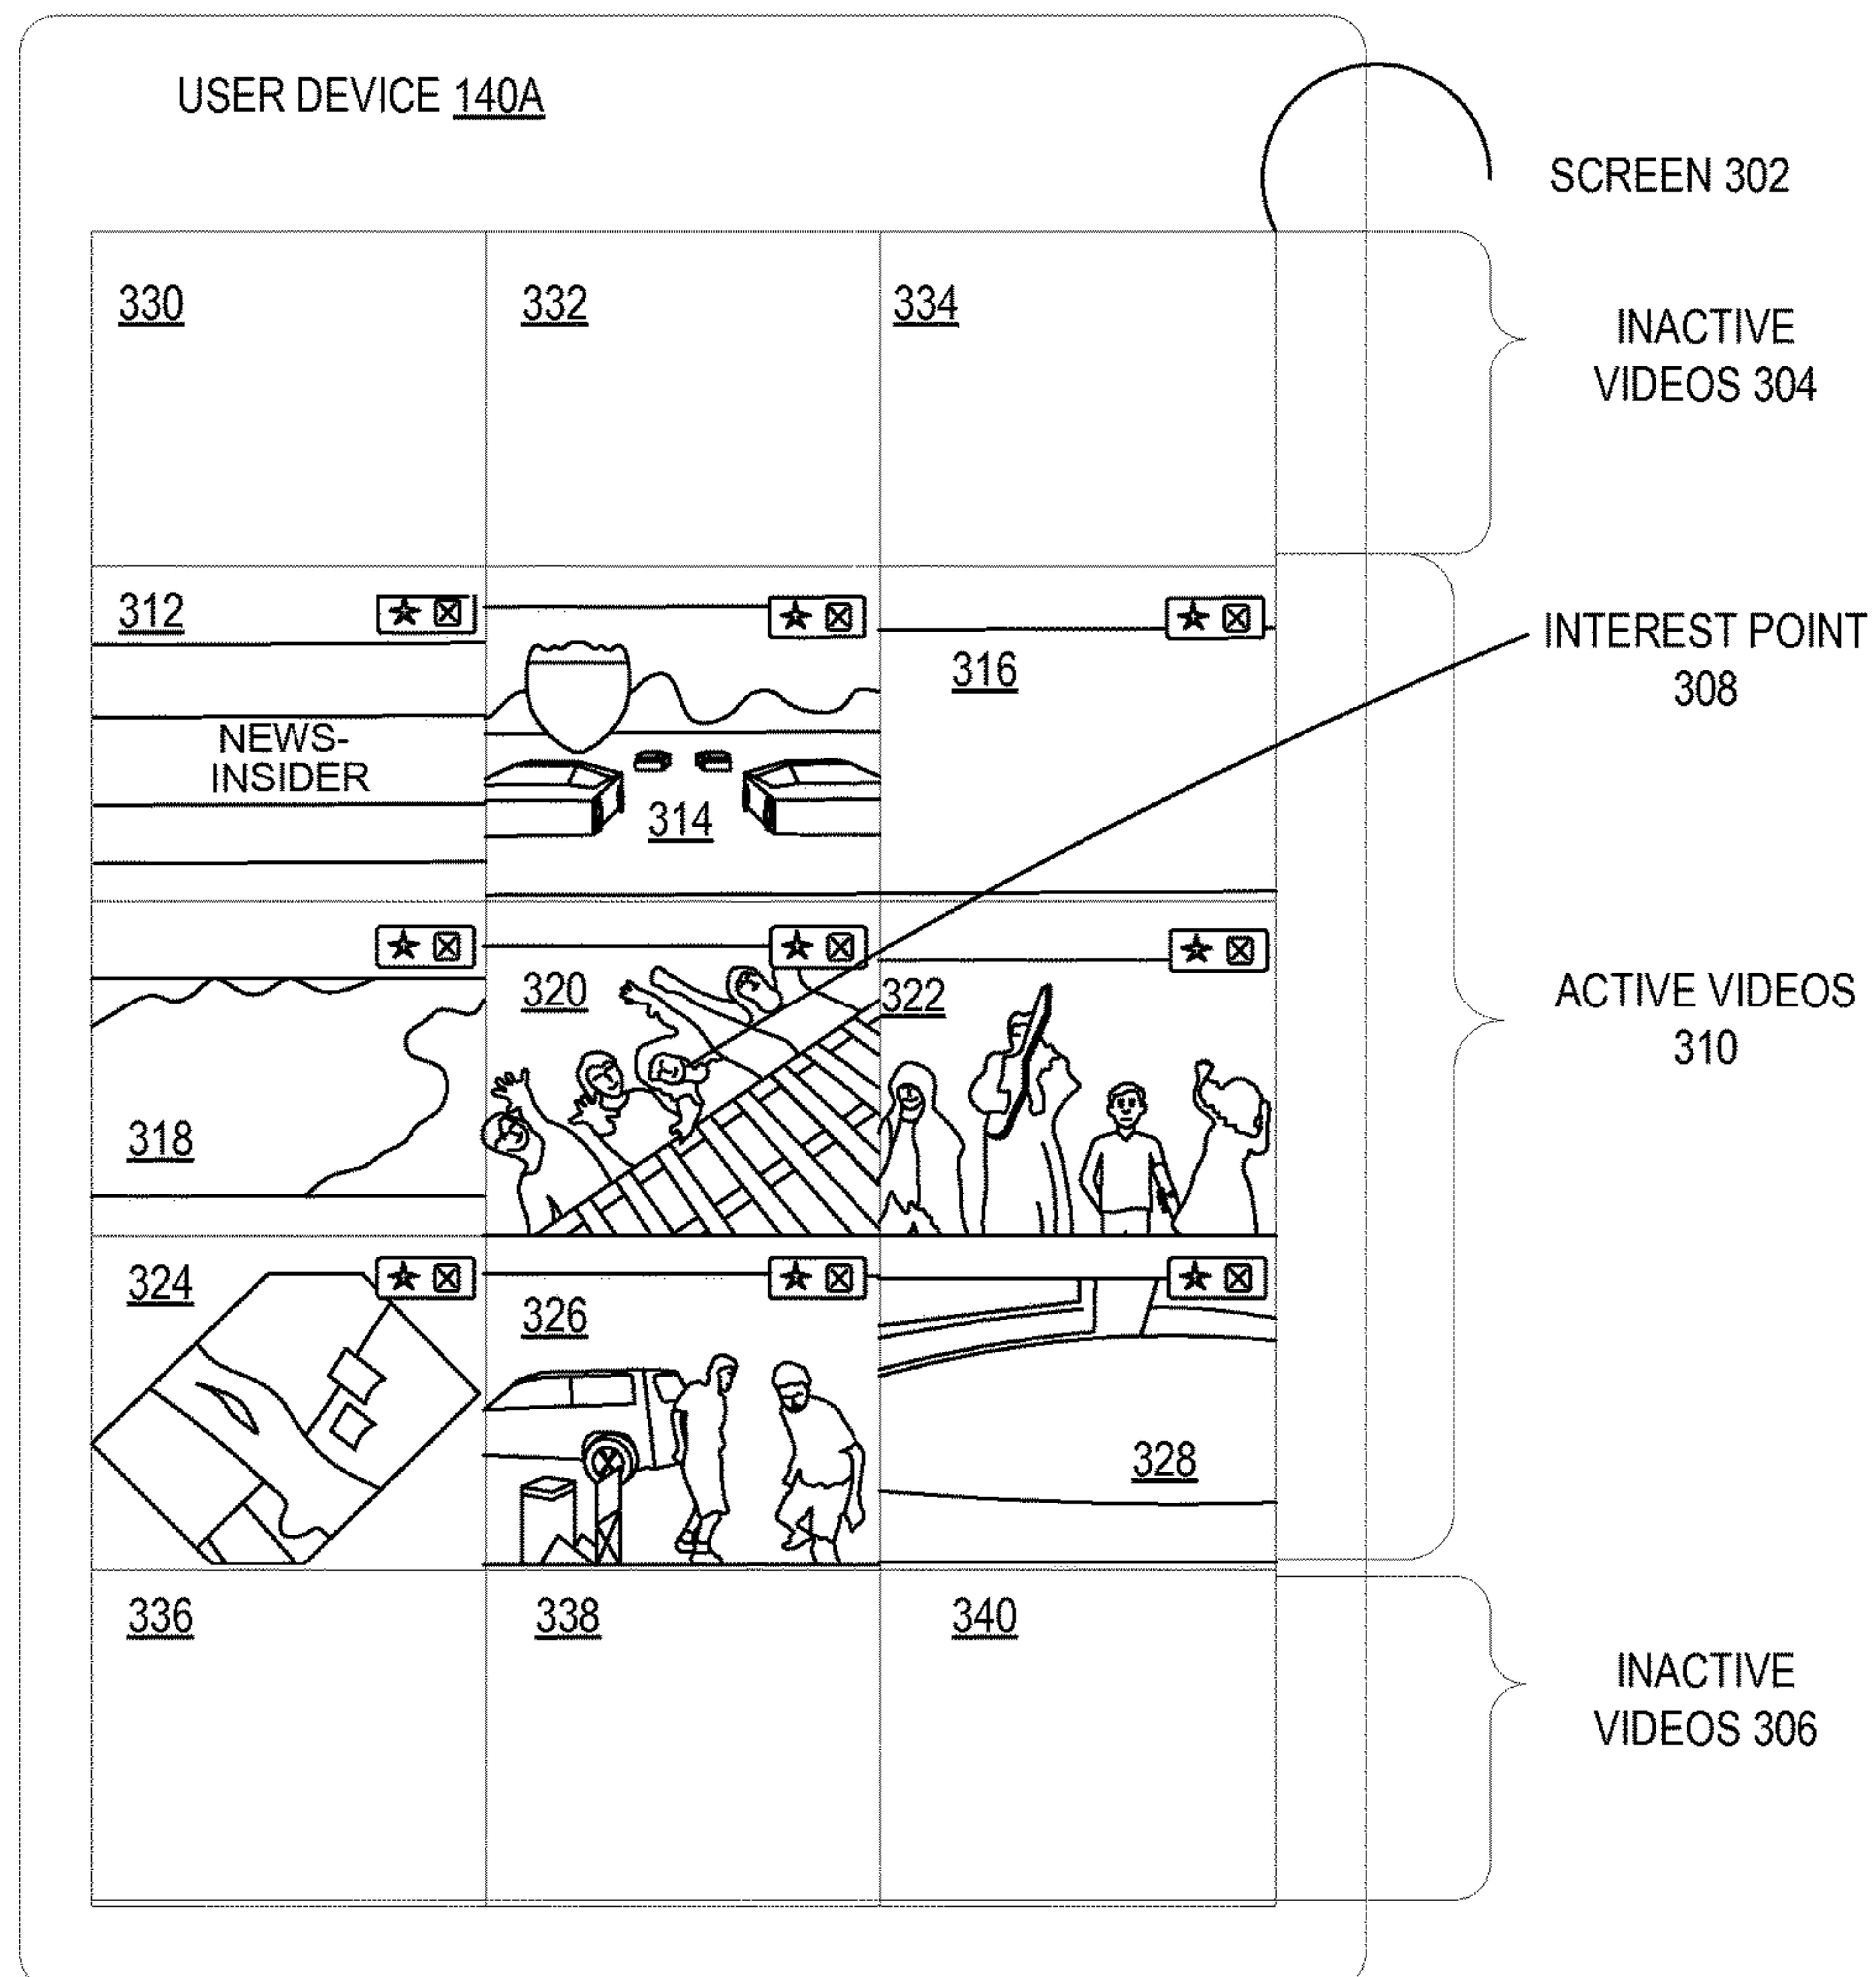 USER DEVICE 140A
SCREEN 302
330
332
334
INACTIVE
VIDEOS 304
312
316
INTEREST POINT
308
NEWS-
INSIDER
314
320
322
ACTIVE VIDEOS
310
318
324
326
328
336
338
340
INACTIVE
VIDEOS 306